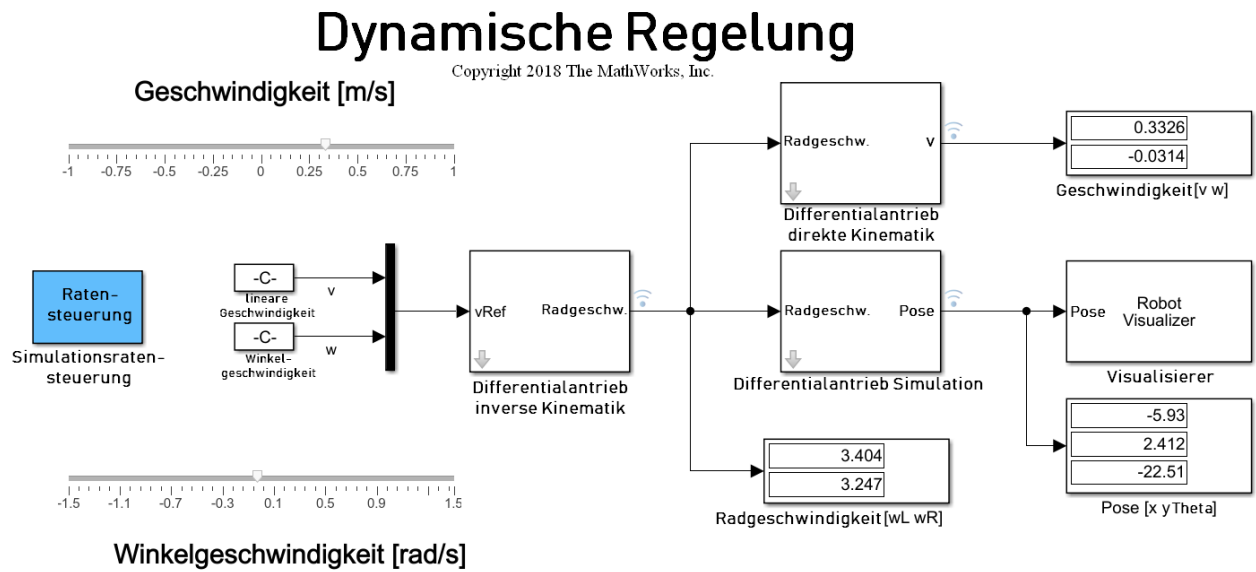 Dynamische Regelung
Copyright 2018 The MathWorks, Inc.
Geschwindigkeit [m/s]
-1 -0.75 -0.5 -0.25 0 0.25 0.5 0.75 1
Radgeschw. v
Differentialantrieb
direkte Kinematik
0.3326
-0.0314
Geschwindigkeit[v w]
Raten-
steuerung
Simulationsraten-
steuerung
-C-
v
lineare
Geschwindigkeit
-C-
w
Winkel-
geschwindigkeit
vRef Radgeschw.
Differentialantrieb
inverse Kinematik
Radgeschw. Pose
Differentialantrieb Simulation
Pose
Robot
Visualizer
Visualisierer
-5.93
2.412
-22.51
Pose [x y Theta]
3.404
3.247
Radgeschwindigkeit [wL wR]
-1.5 -1.1 -0.7 -0.3 0.1 0.5 0.9 1.5
Winkelgeschwindigkeit [rad/s]